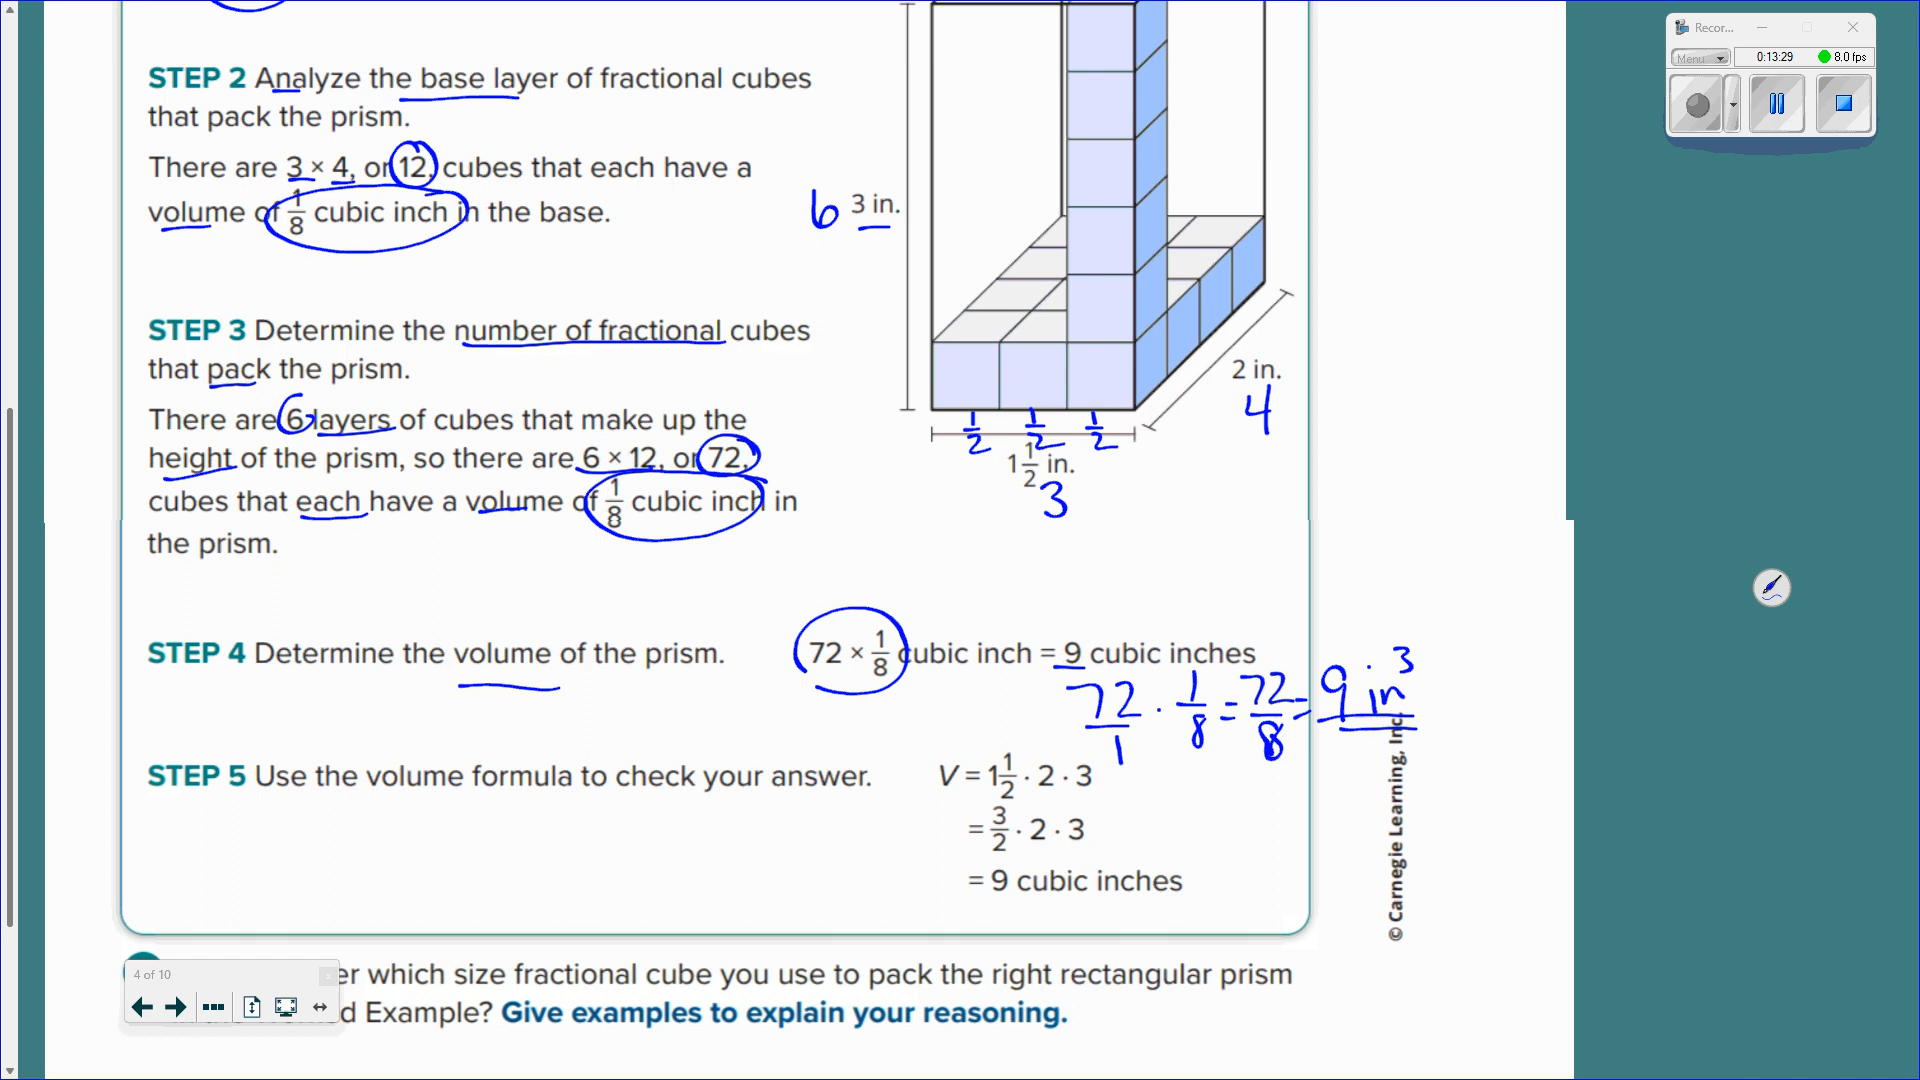 Recor...
Menu
0:13:29
8.0 fps
STEP 2 Analyze the base layer of fractional cubes
that pack the prism.
There are 3 × 4, or 12, cubes that each have a
volume of 1/8 cubic inch in the base.
6 3 in.
STEP 3 Determine the number of fractional cubes
that pack the prism.
2 in.
4
There are 6 layers of cubes that make up the
height of the prism, so there are 6 × 12, or 72,
cubes that each have a volume of 1/8 cubic inch in
the prism.
1/2 1/2 1/2
1 1/2 in.
3
STEP 4 Determine the volume of the prism.
72 × 1/8 cubic inch = 9 cubic inches
72/1 · 1/8 = 72/8 = 9 in³
STEP 5 Use the volume formula to check your answer.
V = 1 1/2 · 2 · 3
= 3/2 · 2 · 3
= 9 cubic inches
© Carnegie Learning, Inc.
4 of 10
er which size fractional cube you use to pack the right rectangular prism
d Example? Give examples to explain your reasoning.